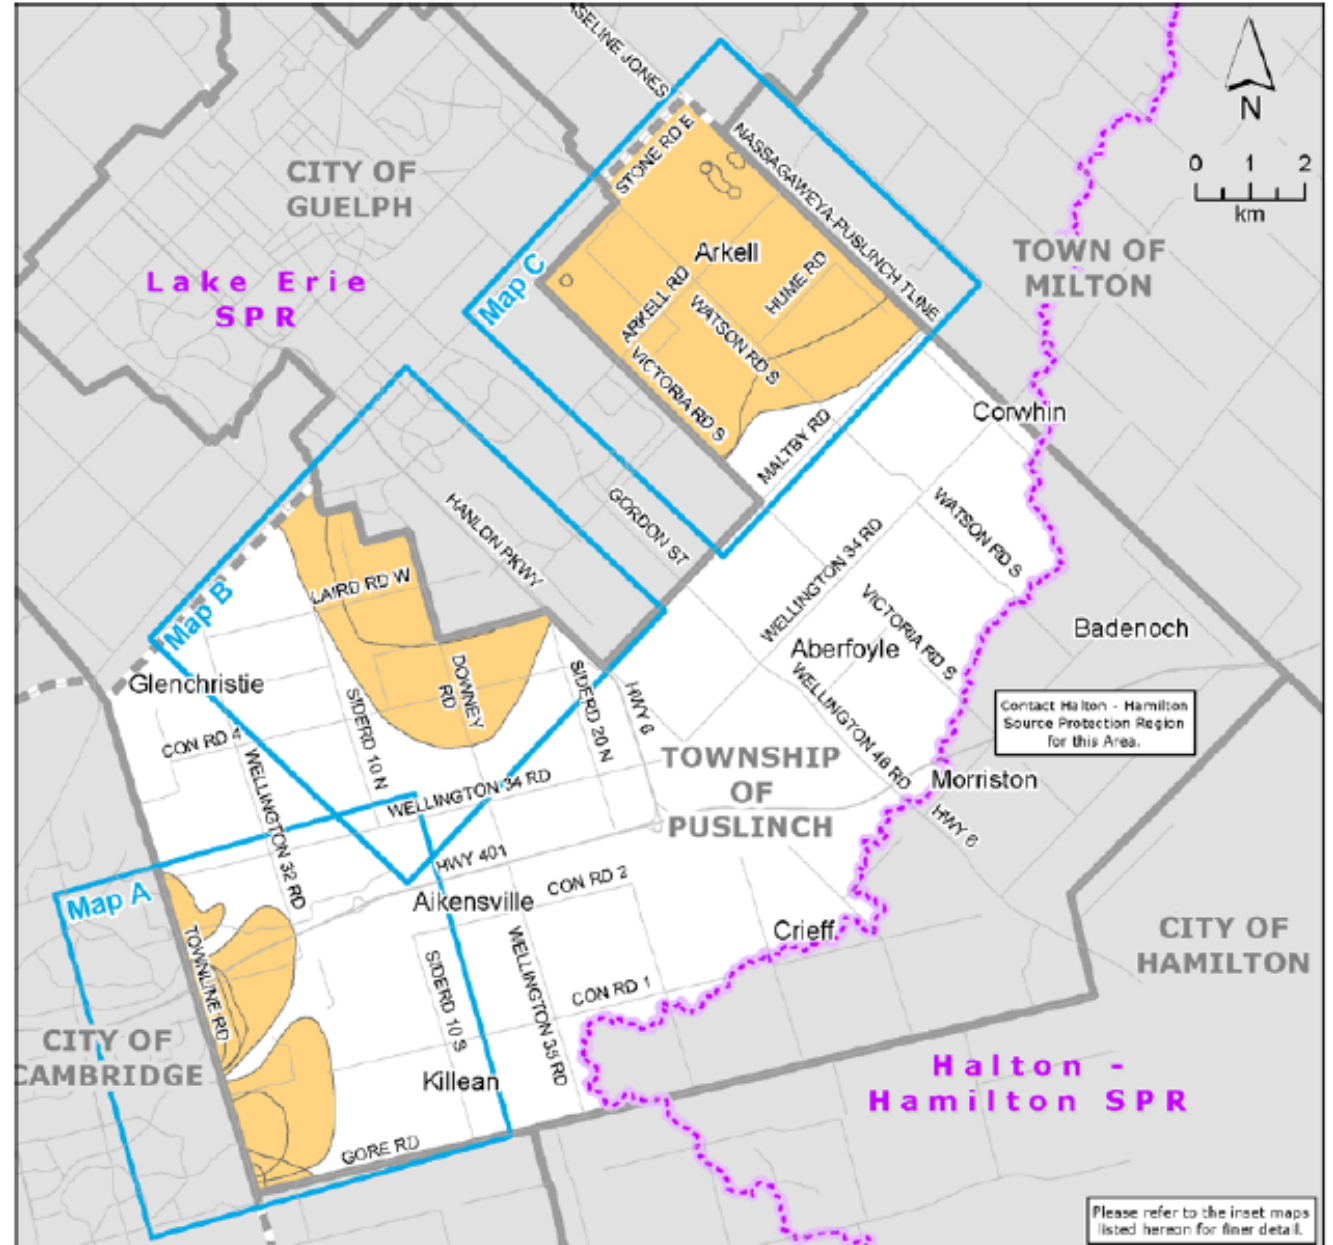 ASELINE JONES
N
0 1 2
km
CITY OF
GUELPH
STONE RD E
NASSAGAWEYA-PUSLINCH TLINE
Lake Erie
SPR
Map C
Arkell
TOWN OF
MILTON
ARKELL RD
HUME RD
WATSON RD S
VICTORIA RD S
Corwhin
MALTBY RD
HANLON PKWY
GORDON ST
WATSON RD S
WELLINGTON 34 RD
LAIRD RD W
Map B
VICTORIA RD S
Badenoch
Aberfoyle
Glenchristie
DOWNEY
RD
SIDERD 10 N
SIDERD 20 N
HWY 6
WELLINGTON 46 RD
Contact Halton - Hamilton
Source Protection Region
for this Area.
CON RD 4
WELLINGTON 32 RD
WELLINGTON 34 RD
TOWNSHIP
OF
PUSLINCH
Morriston
HWY 6
HWY 401
Map A
Aikensville
CON RD 2
TOWNLINE RD
Crieff
CITY OF
HAMILTON
SIDERD 10 S
WELLINGTON 35 RD
CON RD 1
CITY OF
CAMBRIDGE
Killean
Halton -
Hamilton SPR
GORE RD
Please refer to the inset maps
listed hereon for finer detail.